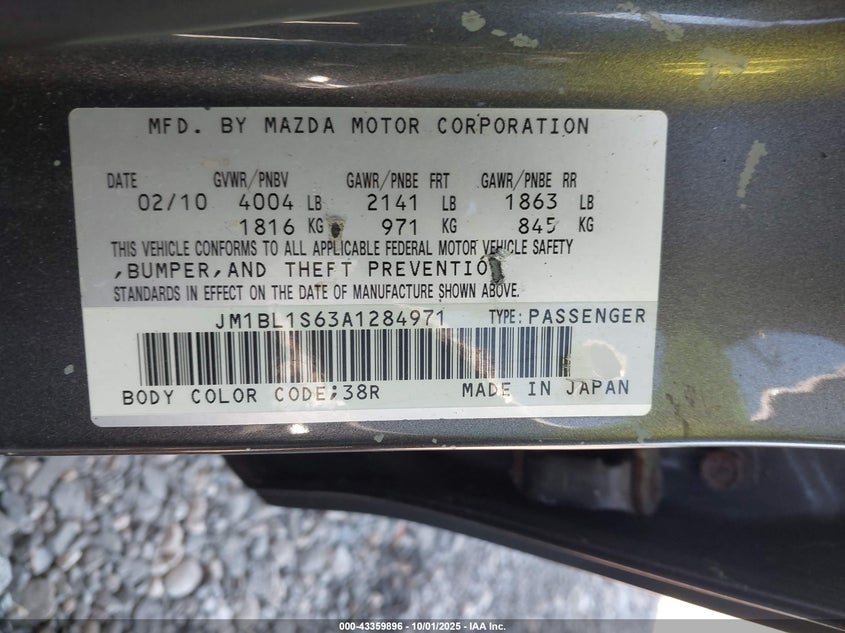 MFD. BY MAZDA MOTOR CORPORATION
DATE GVWR/PNBV GAWR/PNBE FRT GAWR/PNBE RR
02/10 4004 LB 2141 LB 1863 LB
1816 KG 971 KG 845 KG
THIS VEHICLE CONFORMS TO ALL APPLICABLE FEDERAL MOTOR VEHICLE SAFETY
,BUMPER,AND THEFT PREVENTION
STANDARDS IN EFFECT ON THE DATE OF MANUFACTURE SHOWN ABOVE.
JM1BL1S63A1284971 TYPE: PASSENGER
BODY COLOR CODE;38R MADE IN JAPAN
000-43359896 - 10/01/2025 - IAA Inc.